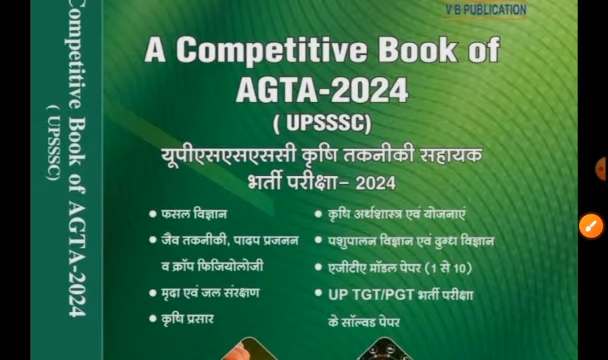 V B PUBLICATION
A Competitive Book of
AGTA-2024
( UPSSSC)
यूपीएसएसएससी कृषि तकनीकी सहायक
भर्ती परीक्षा– 2024
• फसल विज्ञान
• जैव तकनीकी, पादप प्रजनन
व क्रॉप फिजियोलॉजी
• मृदा एवं जल संरक्षण
• कृषि प्रसार
• कृषि अर्थशास्त्र एवं योजनाएं
• पशुपालन विज्ञान एवं दुग्ध विज्ञान
• एजीटीए मॉडल पेपर (1 से 10)
• UP TGT/PGT भर्ती परीक्षा
के सॉल्वड पेपर
Competitive Book of AGTA-2024
( UPSSSC)